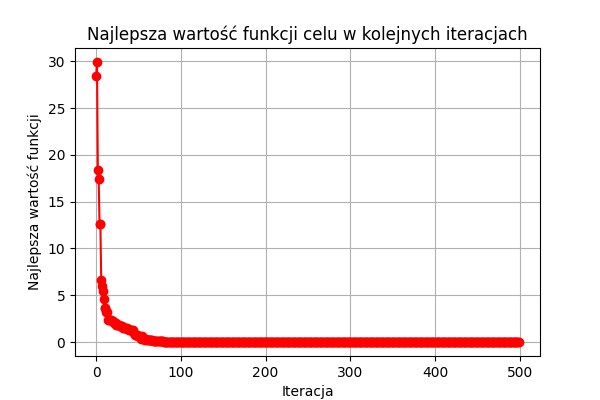 Najlepsza wartość funkcji celu w kolejnych iteracjach
Najlepsza wartość funkcji
30
25
20
15
10
5
0
0 100 200 300 400 500
Iteracja